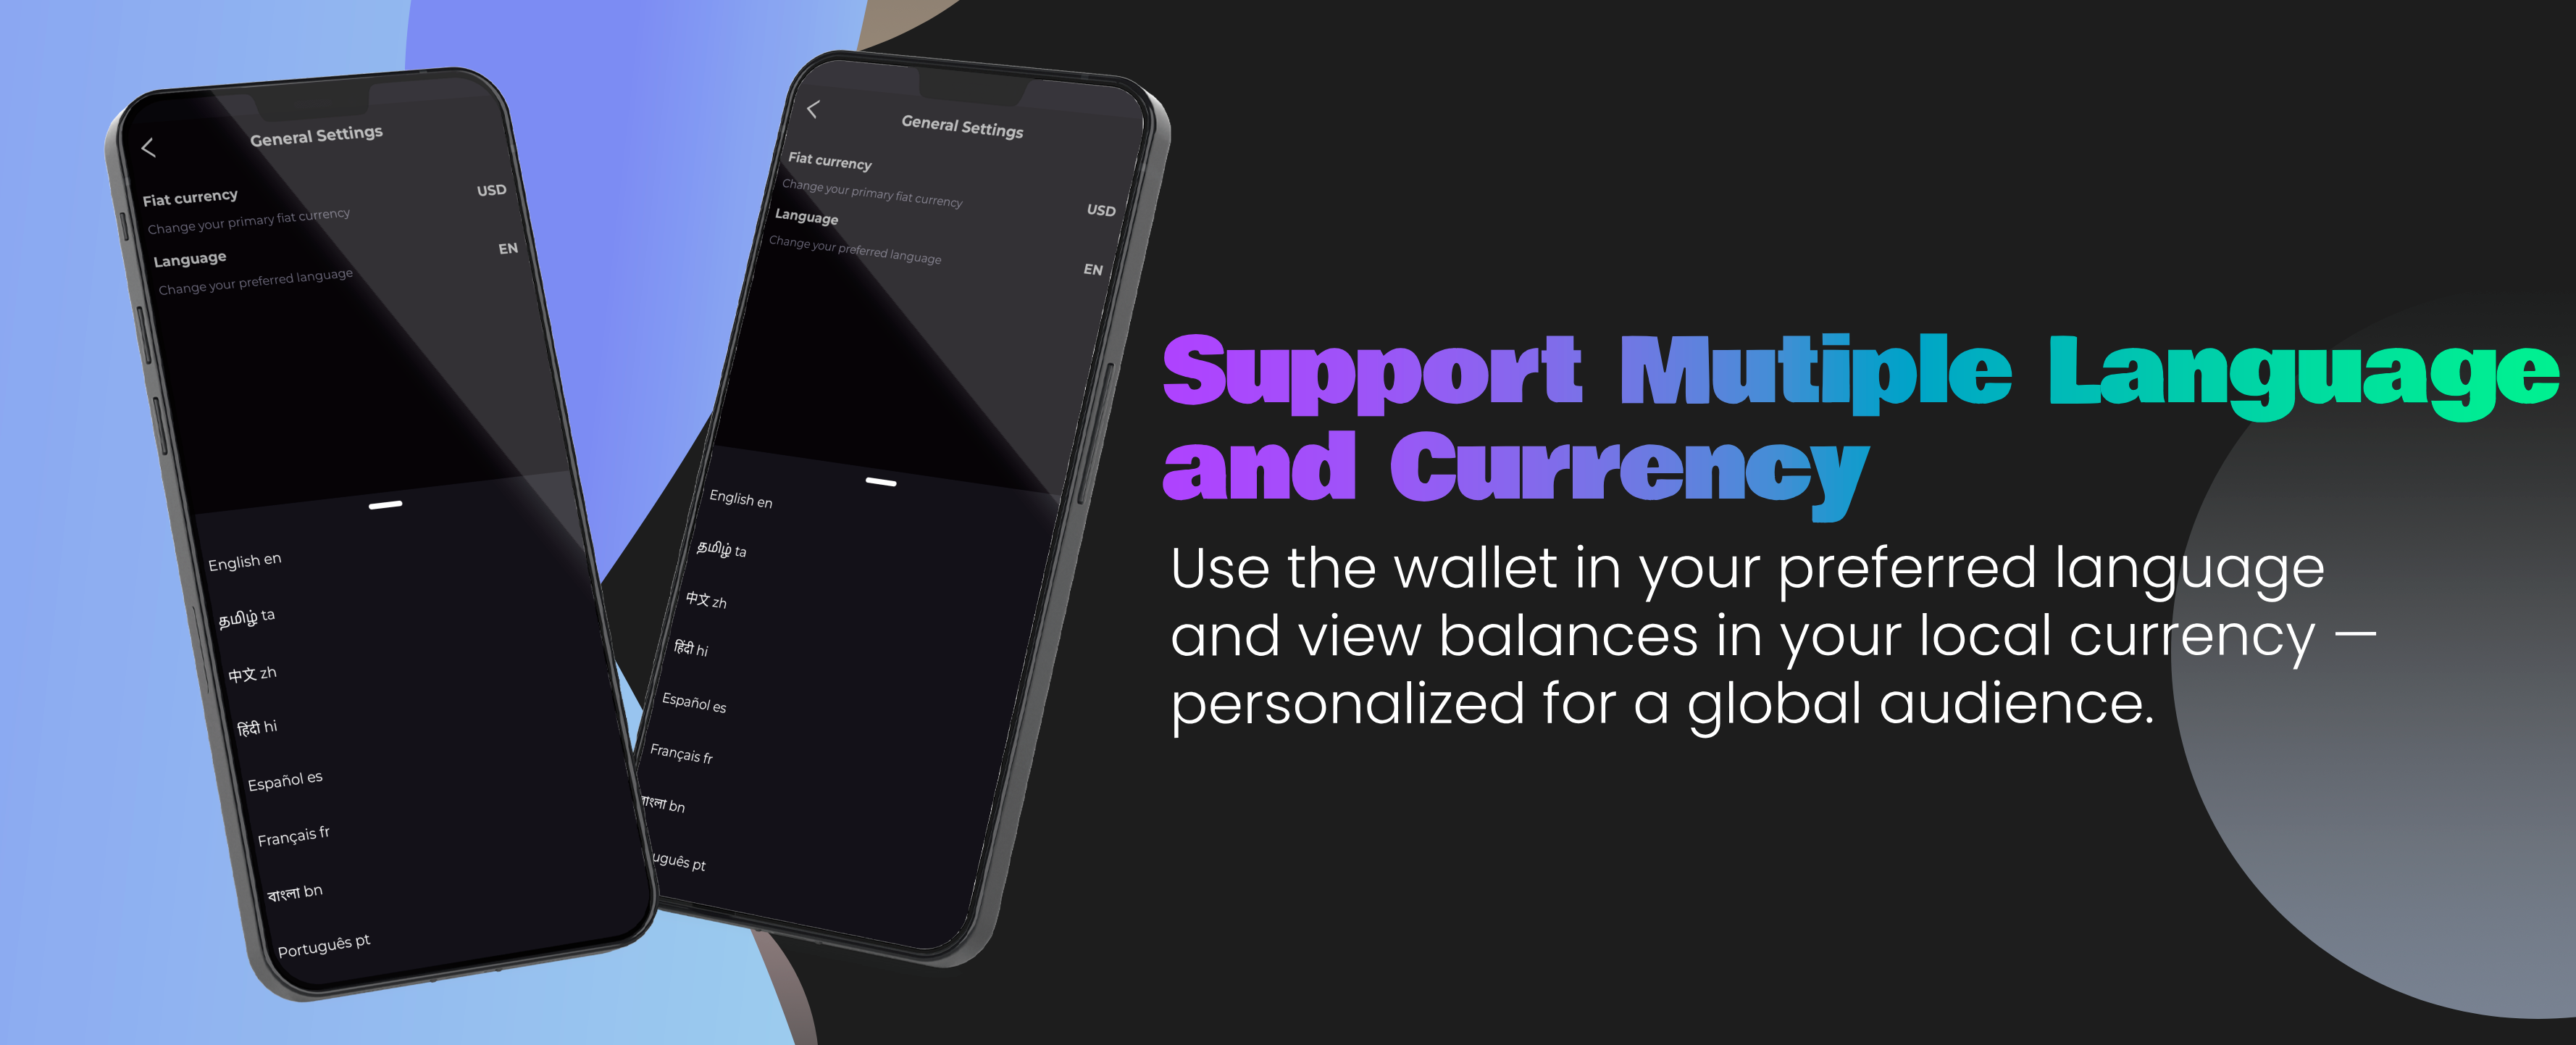 General Settings
Fiat currency
USD
Change your primary fiat currency
Language
EN
Change your preferred language
English en
தமிழ் ta
中文 zh
हिंदी hi
Español es
Français fr
বাংলা bn
Português pt
General Settings
Fiat currency
Change your primary fiat currency
USD
Language
Change your preferred language
EN
English en
தமிழ் ta
中文 zh
हिंदी hi
Español es
Français fr
bn
pt
Support Mutiple Language
and Currency
Use the wallet in your preferred language
and view balances in your local currency —
personalized for a global audience.